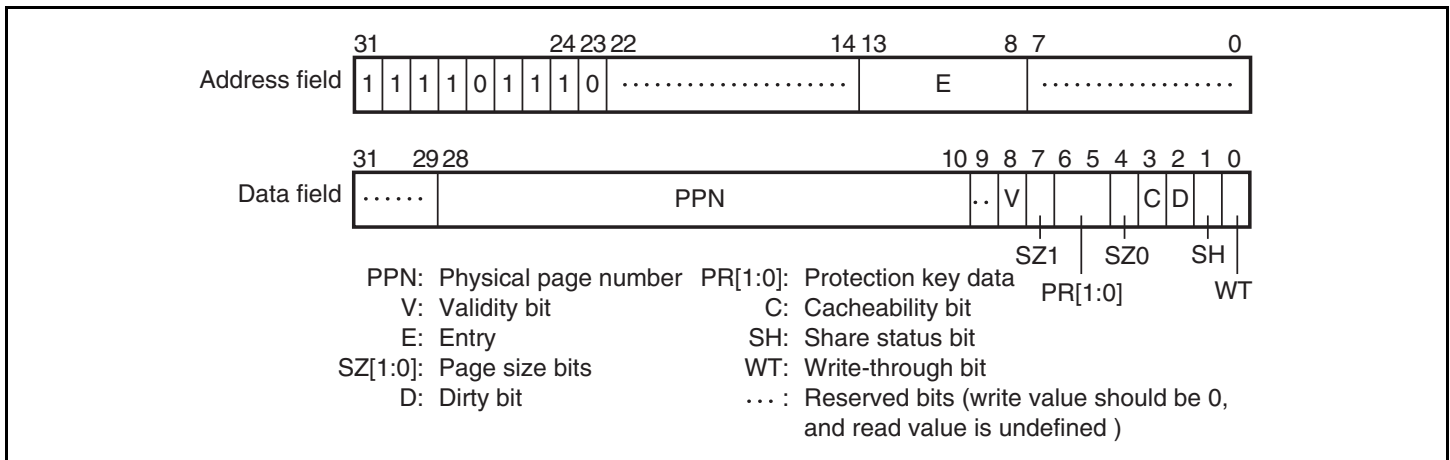 31 24 23 22 14 13 8 7 0
Address field 1 1 1 1 0 1 1 1 0 ..................... E ..................
31 29 28 10 9 8 7 6 5 4 3 2 1 0
Data field ...... PPN .. V C D
SZ1 SZ0 SH
PR[1:0] WT
PPN: Physical page number PR[1:0]: Protection key data
V: Validity bit C: Cacheability bit
E: Entry SH: Share status bit
SZ[1:0]: Page size bits WT: Write-through bit
D: Dirty bit ... : Reserved bits (write value should be 0,
and read value is undefined )